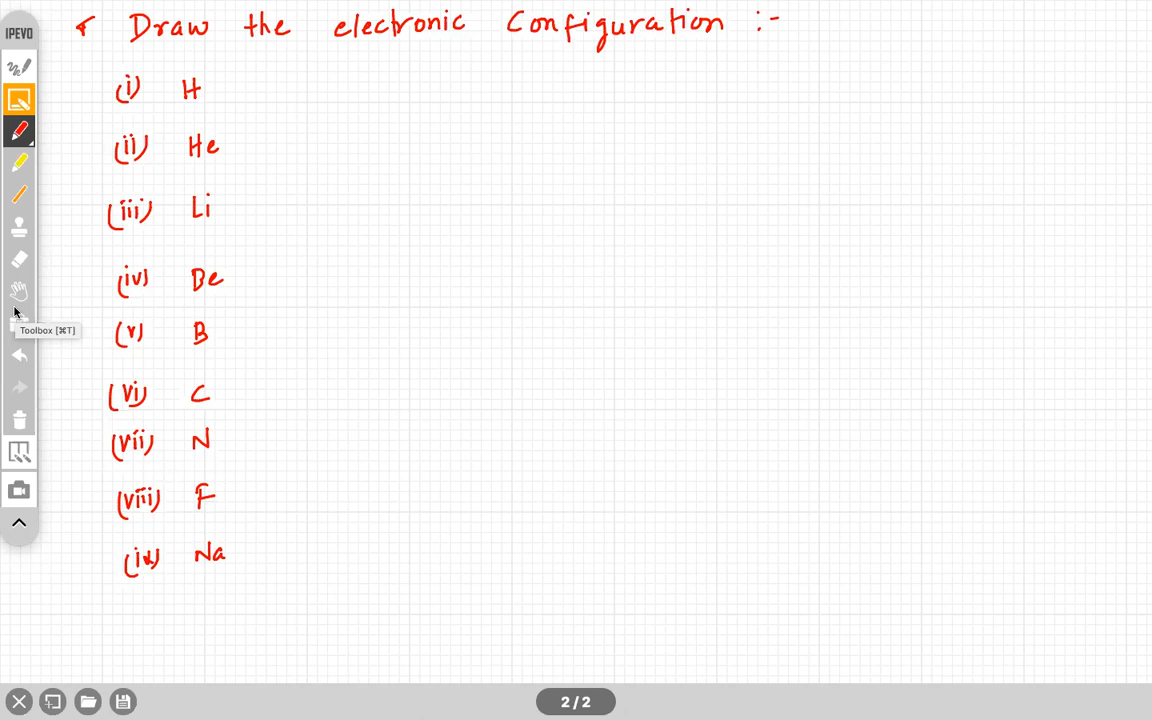 Draw the electronic Configuration :-
IPEVO
(i) H
(ii) He
(iii) Li
(iv) Be
Toolbox [⌘T]
(v) B
(vi) C
(vii) N
(viii) F
(ix) Na
2 / 2